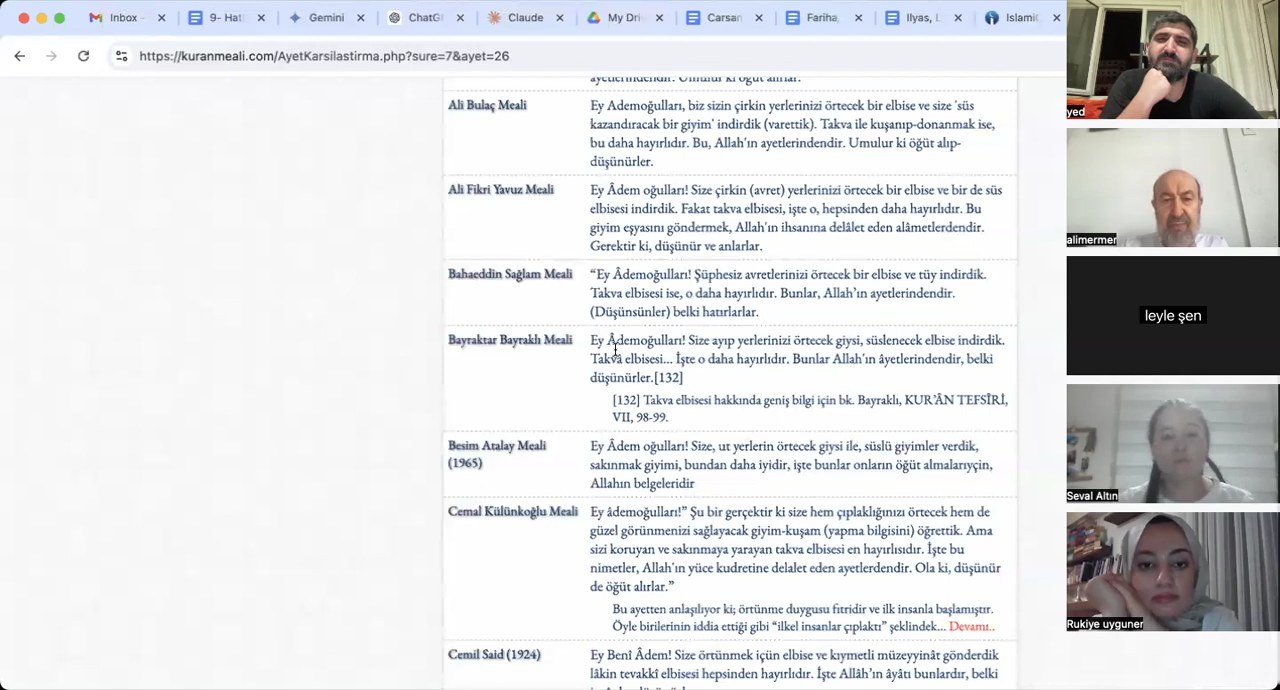 Inbox -
9- Hat
Gemini
ChatG
Claude
My Dri
Carsan
Fariha,
Ilyas, D
IslamiC
https://kuranmeali.com/AyetKarsilastirma.php?sure=7&ayet=26
ayetlerindendir. Umulur ki öğüt alırlar.
Ali Bulaç Meali
Ey Ademoğulları, biz sizin çirkin yerlerinizi örtecek bir elbise ve size 'süs
kazandıracak bir giyim' indirdik (varettik). Takva ile kuşanıp-donanmak ise,
bu daha hayırlıdır. Bu, Allah'ın ayetlerindendir. Umulur ki öğüt alıp-
düşünürler.
Ali Fikri Yavuz Meali
Ey Âdem oğulları! Size çirkin (avret) yerlerinizi örtecek bir elbise ve bir de süs
elbisesi indirdik. Fakat takva elbisesi, işte o, hepsinden daha hayırlıdır. Bu
giyim eşyasını göndermek, Allah'ın ihsanına delâlet eden alâmetlerdendir.
Gerektir ki, düşünür ve anlarlar.
Bahaeddin Sağlam Meali
“Ey Âdemoğulları! Şüphesiz avretlerinizi örtecek bir elbise ve tüy indirdik.
Takva elbisesi ise, o daha hayırlıdır. Bunlar, Allah’ın ayetlerindendir.
(Düşünsünler) belki hatırlarlar.
Bayraktar Bayraklı Meali
Ey Âdemoğulları! Size ayıp yerlerinizi örtecek giysi, süslenecek elbise indirdik.
Takvâ elbisesi... İşte o daha hayırlıdır. Bunlar Allah'ın âyetlerindendir, belki
düşünürler.[132]
[132] Takva elbisesi hakkında geniş bilgi için bk. Bayraklı, KUR’ÂN TEFSÎRİ,
VII, 98-99.
Besim Atalay Meali
(1965)
Ey Âdem oğulları! Size, ut yerlerin örtecek giysi ile, süslü giyimler verdik,
sakınmak giyimi, bundan daha iyidir, işte bunlar onların öğüt almalarıyçin,
Allahın belgeleridir
Cemal Külünkoğlu Meali
Ey âdemoğulları!” Şu bir gerçektir ki size hem çıplaklığınızı örtecek hem de
güzel görünmenizi sağlayacak giyim-kuşam (yapma bilgisini) öğrettik. Ama
sizi koruyan ve sakınmaya yarayan takva elbisesi en hayırlısıdır. İşte bu
nimetler, Allah'ın yüce kudretine delalet eden ayetlerdendir. Ola ki, düşünür
de öğüt alırlar.”
Bu ayetten anlaşılıyor ki; örtünme duygusu fıtridir ve ilk insanla başlamıştır.
Öyle birilerinin iddia ettiği gibi “ilkel insanlar çıplaktı” şeklindek... Devamı..
Cemil Said (1924)
Ey Benî Âdem! Size örtünmek içün elbise ve kıymetli müzeyyinât gönderdik
lâkin tevakkî elbisesi hepsinden hayırlıdır. İşte Allâh’ın âyâtı bunlardır, belki
yed
alimermer
leyle şen
Seval Altın
Rukiye uyguner